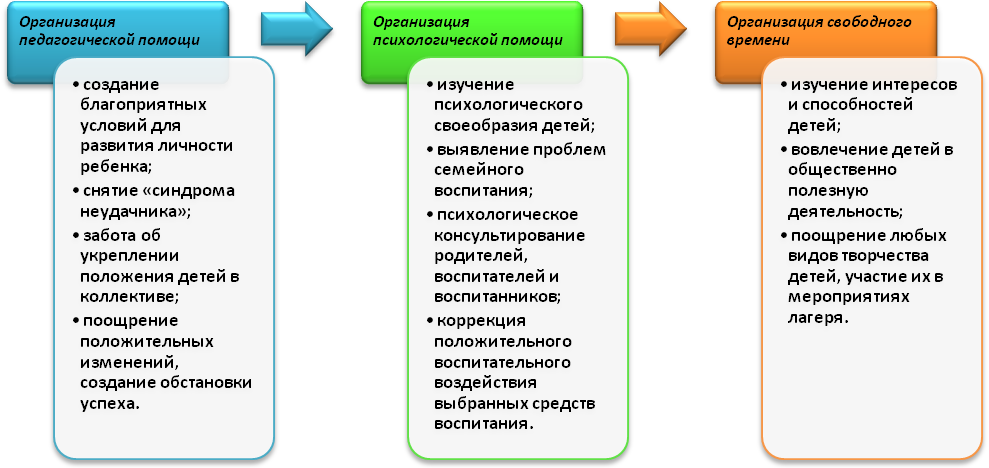 Организация
педагогической помощи
• создание
благоприятных
условий для
развития личности
ребенка;
• снятие «синдрома
неудачника»;
• забота об
укреплении
положения детей в
коллективе;
• поощрение
положительных
изменений,
создание обстановки
успеха.
Организация
психологической помощи
• изучение
психологического
своеобразия детей;
• выявление проблем
семейного
воспитания;
• психологическое
консультирование
родителей,
воспитателей и
воспитанников;
• коррекция
положительного
воспитательного
воздействия
выбранных средств
воспитания.
Организация свободного
времени
• изучение интересов
и способностей
детей;
• вовлечение детей в
общественно
полезную
деятельность;
• поощрение любых
видов творчества
детей, участие их в
мероприятиях
лагеря.